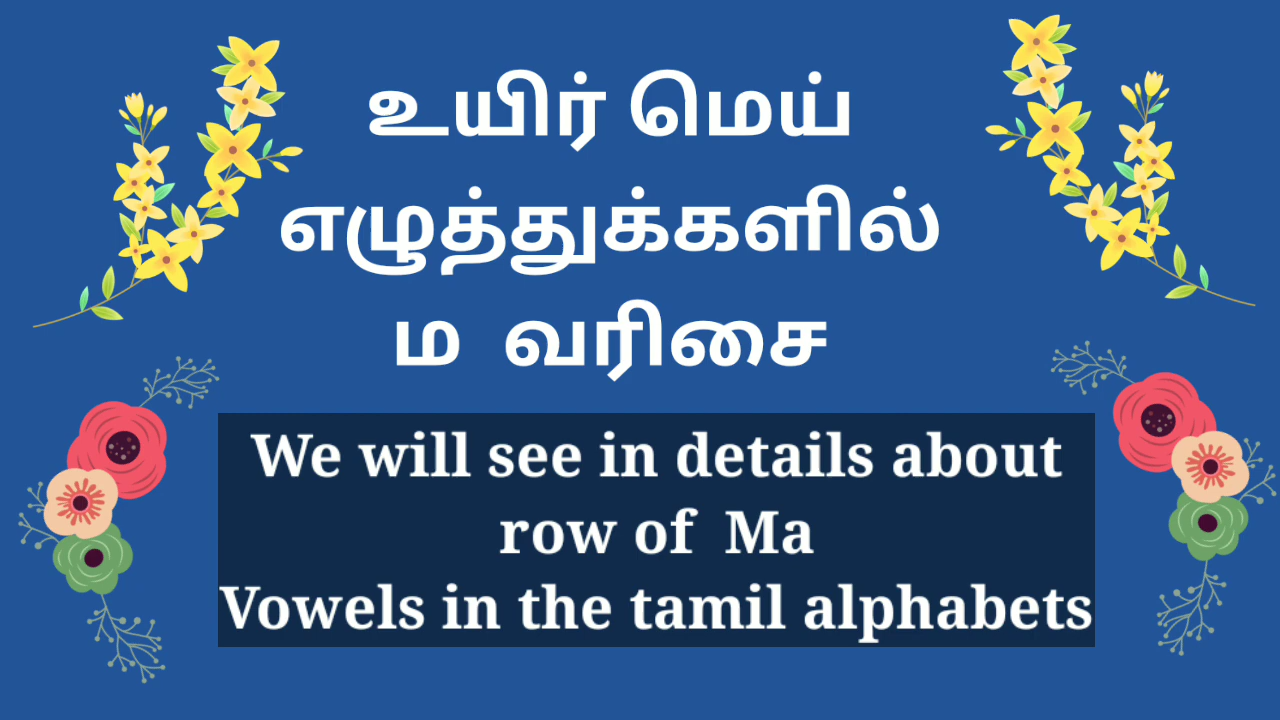 உயிர் மெய்
எழுத்துக்களில்
ம வரிசை
We will see in details about
row of Ma
Vowels in the tamil alphabets